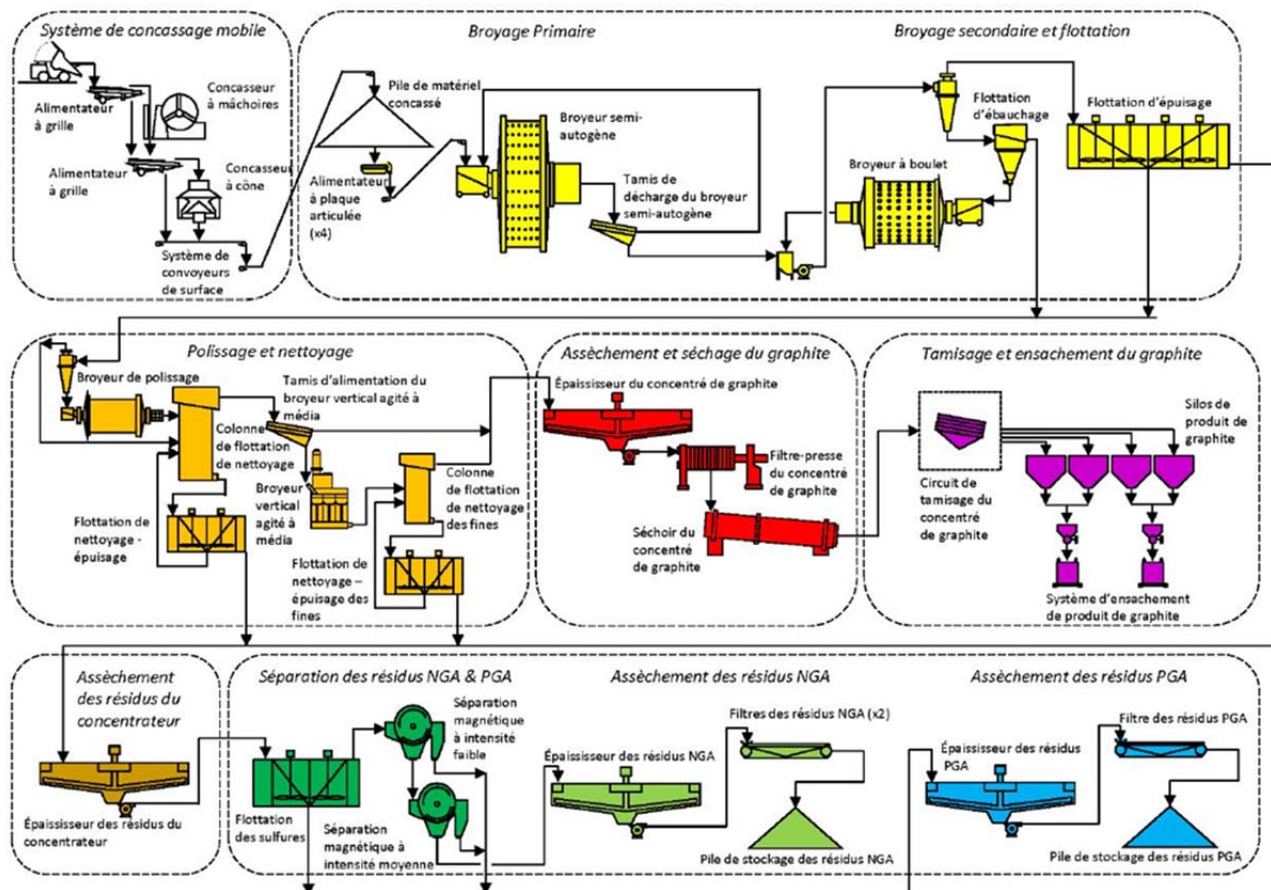 Système de concassage mobile
Alimentateur
à grille
Concasseur
à mâchoires
Alimentateur
à grille
Concasseur
à cône
Système de
convoyeurs
de surface
Broyage Primaire
Pile de matériel
concassé
Alimentateur
à plaque
articulée
(x4)
Broyeur semi-
autogène
Tamis de
décharge du broyeur
semi-autogène
Broyage secondaire et flottation
Flottation
d'ébauchage
Flottation d'épuisage
Broyeur à boulet
Polissage et nettoyage
Broyeur de polissage
Tamis d'alimentation du
broyeur vertical agité à
média
Colonne
de flottation
de nettoyage
Broyeur
vertical
agité à
média
Colonne
de flottation
de nettoyage
des fines
Flottation de
nettoyage -
épuisage
Flottation de
nettoyage –
épuisage des
fines
Assèchement et séchage du graphite
Épaississeur du concentré de graphite
Filtre-presse
du concentré
de graphite
Séchoir du
concentré de
graphite
Tamisage et ensachement du graphite
Silos de
produit de
graphite
Circuit de
tamisage du
concentré
de graphite
Système d'ensachement
de produit de graphite
Assèchement
des résidus du
concentrateur
Épaississeur des résidus du
concentrateur
Séparation des résidus NGA & PGA
Séparation
magnétique
à intensité
faible
Flottation
des sulfures
Séparation
magnétique à
intensité moyenne
Assèchement des résidus NGA
Filtres des résidus NGA (x2)
Épaississeur des résidus NGA
Pile de stockage des résidus NGA
Assèchement des résidus PGA
Filtre des résidus PGA
Épaississeur des résidus
PGA
Pile de stockage des résidus PGA